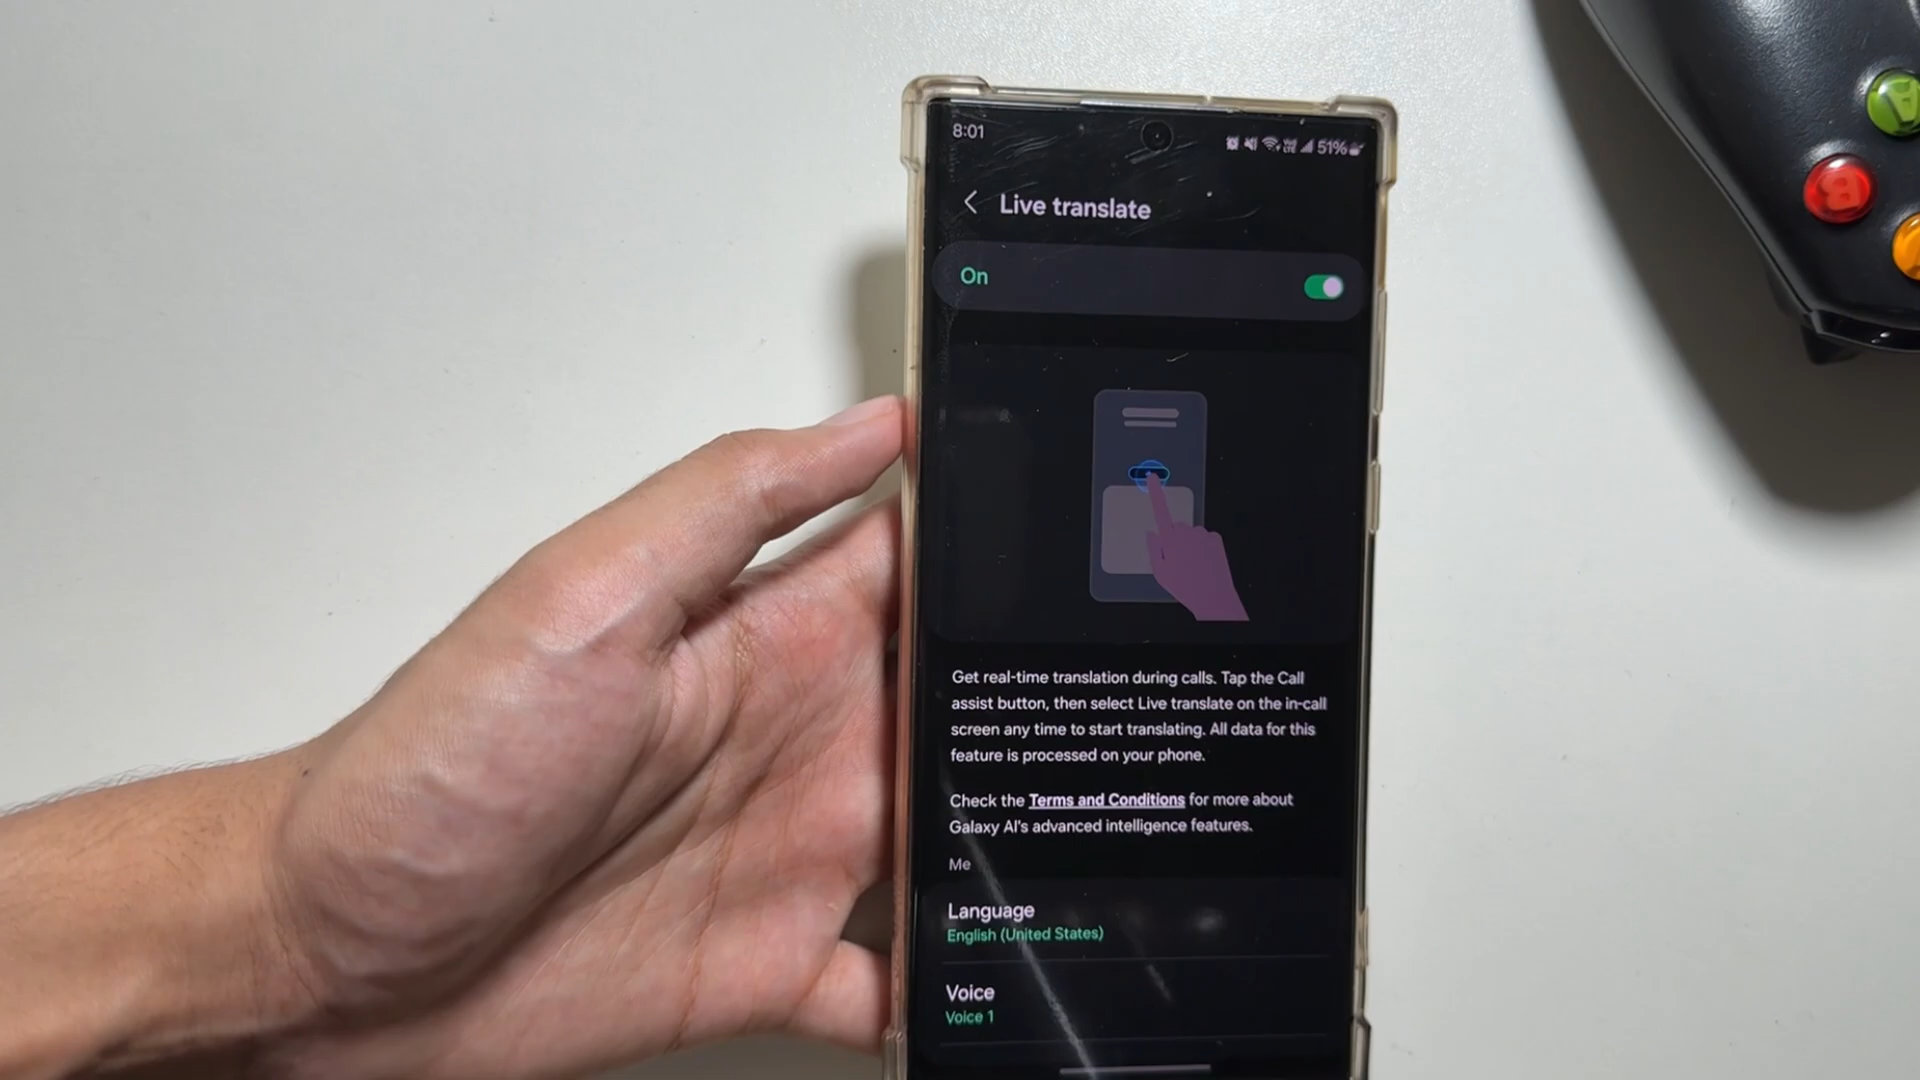 8:01
51%
Live translate
On
Get real-time translation during calls. Tap the Call
assist button, then select Live translate on the in-call
screen any time to start translating. All data for this
feature is processed on your phone.
Check the Terms and Conditions for more about
Galaxy AI's advanced intelligence features.
Me
Language
English (United States)
Voice
Voice 1
A
B